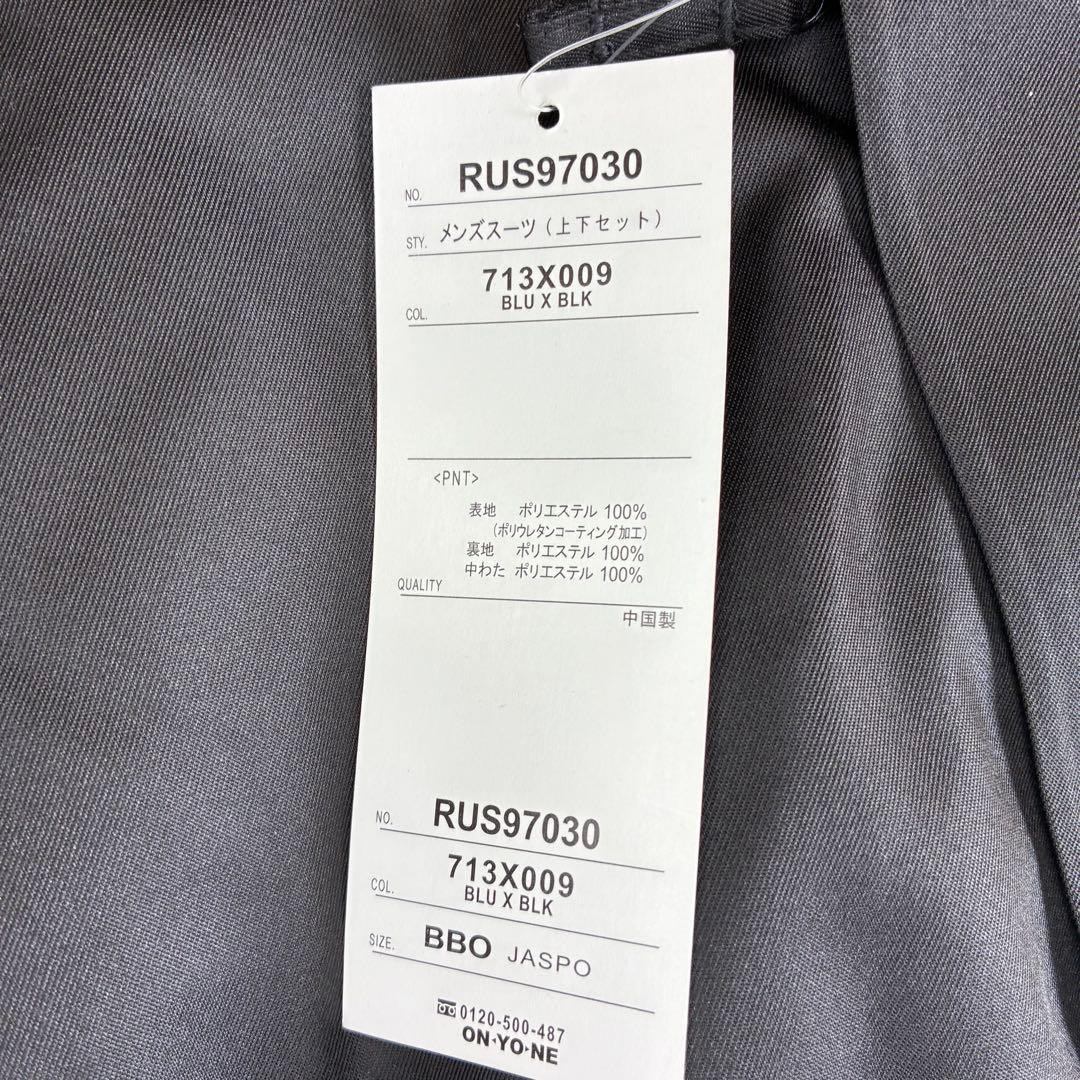 NO. RUS97030
STY. メンズスーツ(上下セット)
713X009
COL. BLU X BLK
<PNT>
表地 ポリエステル 100%
(ポリウレタンコーティング加工)
裏地 ポリエステル 100%
中わた ポリエステル 100%
QUALITY
中国製
NO. RUS97030
713X009
COL. BLU X BLK
SIZE. BBO JASPO
0120-500-487
ON・YO・NE